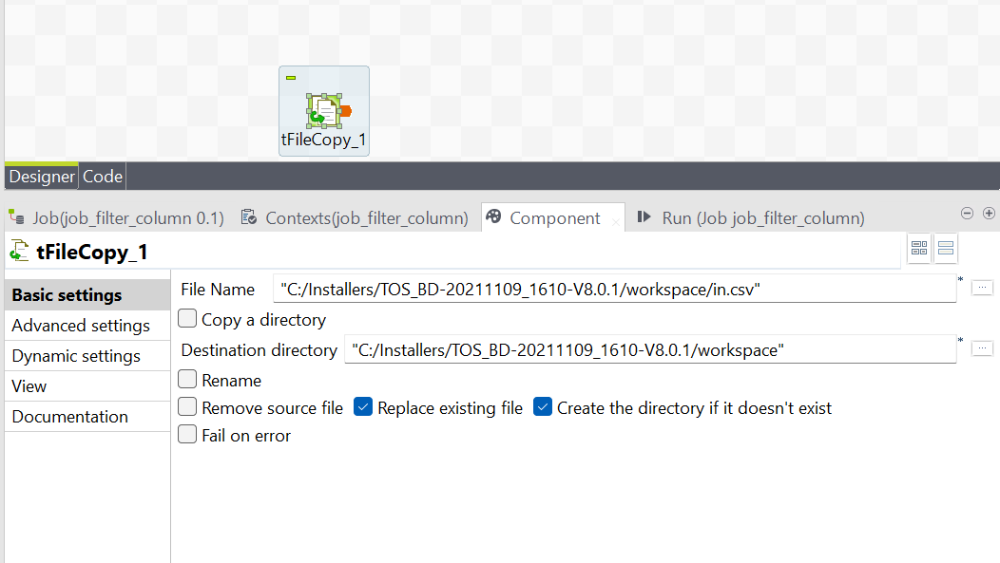 tFileCopy_1
Designer Code
Job(job_filter_column 0.1) Contexts(job_filter_column) Component Run (Job job_filter_column)
tFileCopy_1
Basic settings
Advanced settings
Dynamic settings
View
Documentation
File Name "C:/Installers/TOS_BD-20211109_1610-V8.0.1/workspace/in.csv" * ...
Copy a directory
Destination directory "C:/Installers/TOS_BD-20211109_1610-V8.0.1/workspace" * ...
Rename
Remove source file Replace existing file Create the directory if it doesn't exist
Fail on error